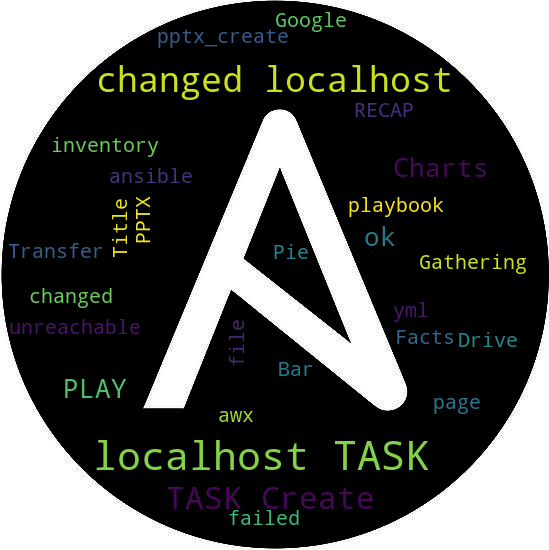 Google
pptx_create
changed localhost
RECAP
inventory
Charts
ansible
Title
PPTX
playbook
ok
Transfer
Pie
Gathering
changed
yml
unreachable
file
Facts
Drive
Bar
PLAY
page
awx
localhost TASK
TASK Create
failed